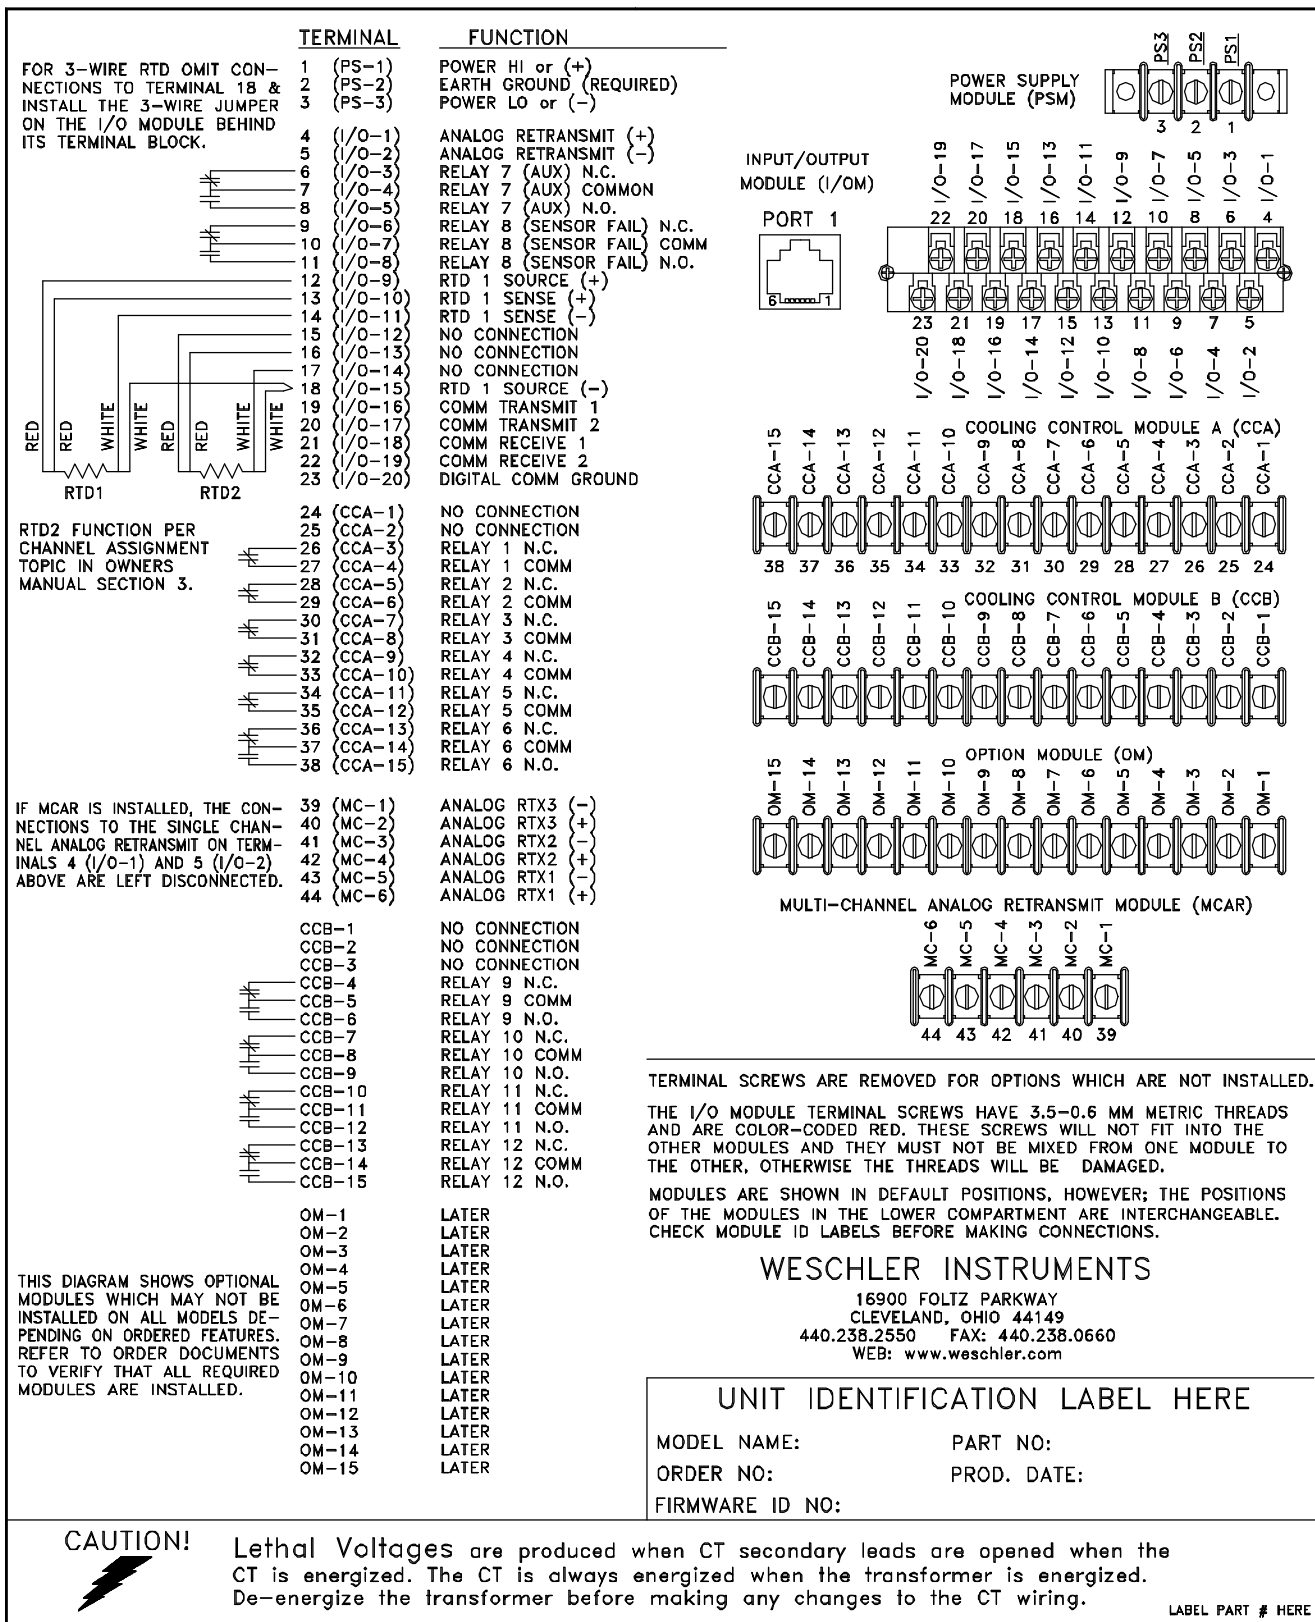 TERMINAL FUNCTION
FOR 3-WIRE RTD OMIT CON-
NECTIONS TO TERMINAL 18 &
INSTALL THE 3-WIRE JUMPER
ON THE I/O MODULE BEHIND
ITS TERMINAL BLOCK.
1 (PS-1) POWER HI or (+)
2 (PS-2) EARTH GROUND (REQUIRED)
3 (PS-3) POWER LO or (-)
4 (I/O-1) ANALOG RETRANSMIT (+)
5 (I/O-2) ANALOG RETRANSMIT (-)
6 (I/O-3) RELAY 7 (AUX) N.C.
7 (I/O-4) RELAY 7 (AUX) COMMON
8 (I/O-5) RELAY 7 (AUX) N.O.
9 (I/O-6) RELAY 8 (SENSOR FAIL) N.C.
10 (I/O-7) RELAY 8 (SENSOR FAIL) COMM
11 (I/O-8) RELAY 8 (SENSOR FAIL) N.O.
12 (I/O-9) RTD 1 SOURCE (+)
13 (I/O-10) RTD 1 SENSE (+)
14 (I/O-11) RTD 1 SENSE (-)
15 (I/O-12) NO CONNECTION
16 (I/O-13) NO CONNECTION
17 (I/O-14) NO CONNECTION
18 (I/O-15) RTD 1 SOURCE (-)
19 (I/O-16) COMM TRANSMIT 1
20 (I/O-17) COMM TRANSMIT 2
21 (I/O-18) COMM RECEIVE 1
22 (I/O-19) COMM RECEIVE 2
23 (I/O-20) DIGITAL COMM GROUND
RED RED WHITE WHITE RED RED WHITE WHITE
RTD1 RTD2
RTD2 FUNCTION PER
CHANNEL ASSIGNMENT
TOPIC IN OWNERS
MANUAL SECTION 3.
24 (CCA-1) NO CONNECTION
25 (CCA-2) NO CONNECTION
26 (CCA-3) RELAY 1 N.C.
27 (CCA-4) RELAY 1 COMM
28 (CCA-5) RELAY 2 N.C.
29 (CCA-6) RELAY 2 COMM
30 (CCA-7) RELAY 3 N.C.
31 (CCA-8) RELAY 3 COMM
32 (CCA-9) RELAY 4 N.C.
33 (CCA-10) RELAY 4 COMM
34 (CCA-11) RELAY 5 N.C.
35 (CCA-12) RELAY 5 COMM
36 (CCA-13) RELAY 6 N.C.
37 (CCA-14) RELAY 6 COMM
38 (CCA-15) RELAY 6 N.O.
IF MCAR IS INSTALLED, THE CON-
NECTIONS TO THE SINGLE CHAN-
NEL ANALOG RETRANSMIT ON TERM-
INALS 4 (I/O-1) AND 5 (I/O-2)
ABOVE ARE LEFT DISCONNECTED.
39 (MC-1) ANALOG RTX3 (-)
40 (MC-2) ANALOG RTX3 (+)
41 (MC-3) ANALOG RTX2 (-)
42 (MC-4) ANALOG RTX2 (+)
43 (MC-5) ANALOG RTX1 (-)
44 (MC-6) ANALOG RTX1 (+)
CCB-1 NO CONNECTION
CCB-2 NO CONNECTION
CCB-3 NO CONNECTION
CCB-4 RELAY 9 N.C.
CCB-5 RELAY 9 COMM
CCB-6 RELAY 9 N.O.
CCB-7 RELAY 10 N.C.
CCB-8 RELAY 10 COMM
CCB-9 RELAY 10 N.O.
CCB-10 RELAY 11 N.C.
CCB-11 RELAY 11 COMM
CCB-12 RELAY 11 N.O.
CCB-13 RELAY 12 N.C.
CCB-14 RELAY 12 COMM
CCB-15 RELAY 12 N.O.
OM-1 LATER
OM-2 LATER
OM-3 LATER
OM-4 LATER
OM-5 LATER
OM-6 LATER
OM-7 LATER
OM-8 LATER
OM-9 LATER
OM-10 LATER
OM-11 LATER
OM-12 LATER
OM-13 LATER
OM-14 LATER
OM-15 LATER
THIS DIAGRAM SHOWS OPTIONAL
MODULES WHICH MAY NOT BE
INSTALLED ON ALL MODELS DE-
PENDING ON ORDERED FEATURES.
REFER TO ORDER DOCUMENTS
TO VERIFY THAT ALL REQUIRED
MODULES ARE INSTALLED.
PS3 PS2 PS1
POWER SUPPLY
MODULE (PSM)
3 2 1
INPUT/OUTPUT
MODULE (I/OM)
I/O-19 I/O-17 I/O-15 I/O-13 I/O-11 I/O-9 I/O-7 I/O-5 I/O-3 I/O-1
PORT 1
22 20 18 16 14 12 10 8 6 4
6 1
23 21 19 17 15 13 11 9 7 5
I/O-20 I/O-18 I/O-16 I/O-14 I/O-12 I/O-10 I/O-8 I/O-6 I/O-4 I/O-2
COOLING CONTROL MODULE A (CCA)
CCA-15 CCA-14 CCA-13 CCA-12 CCA-11 CCA-10 CCA-9 CCA-8 CCA-7 CCA-6 CCA-5 CCA-4 CCA-3 CCA-2 CCA-1
38 37 36 35 34 33 32 31 30 29 28 27 26 25 24
COOLING CONTROL MODULE B (CCB)
CCB-15 CCB-14 CCB-13 CCB-12 CCB-11 CCB-10 CCB-9 CCB-8 CCB-7 CCB-6 CCB-5 CCB-4 CCB-3 CCB-2 CCB-1
OPTION MODULE (OM)
OM-15 OM-14 OM-13 OM-12 OM-11 OM-10 OM-9 OM-8 OM-7 OM-6 OM-5 OM-4 OM-3 OM-2 OM-1
MULTI-CHANNEL ANALOG RETRANSMIT MODULE (MCAR)
MC-6 MC-5 MC-4 MC-3 MC-2 MC-1
44 43 42 41 40 39
TERMINAL SCREWS ARE REMOVED FOR OPTIONS WHICH ARE NOT INSTALLED.
THE I/O MODULE TERMINAL SCREWS HAVE 3.5-0.6 MM METRIC THREADS
AND ARE COLOR-CODED RED. THESE SCREWS WILL NOT FIT INTO THE
OTHER MODULES AND THEY MUST NOT BE MIXED FROM ONE MODULE TO
THE OTHER, OTHERWISE THE THREADS WILL BE DAMAGED.
MODULES ARE SHOWN IN DEFAULT POSITIONS, HOWEVER; THE POSITIONS
OF THE MODULES IN THE LOWER COMPARTMENT ARE INTERCHANGEABLE.
CHECK MODULE ID LABELS BEFORE MAKING CONNECTIONS.
WESCHLER INSTRUMENTS
16900 FOLTZ PARKWAY
CLEVELAND, OHIO 44149
440.238.2550 FAX: 440.238.0660
WEB: www.weschler.com
UNIT IDENTIFICATION LABEL HERE
MODEL NAME: PART NO:
ORDER NO: PROD. DATE:
FIRMWARE ID NO:
CAUTION!
Lethal Voltages are produced when CT secondary leads are opened when the
CT is energized. The CT is always energized when the transformer is energized.
De-energize the transformer before making any changes to the CT wiring.
LABEL PART # HERE